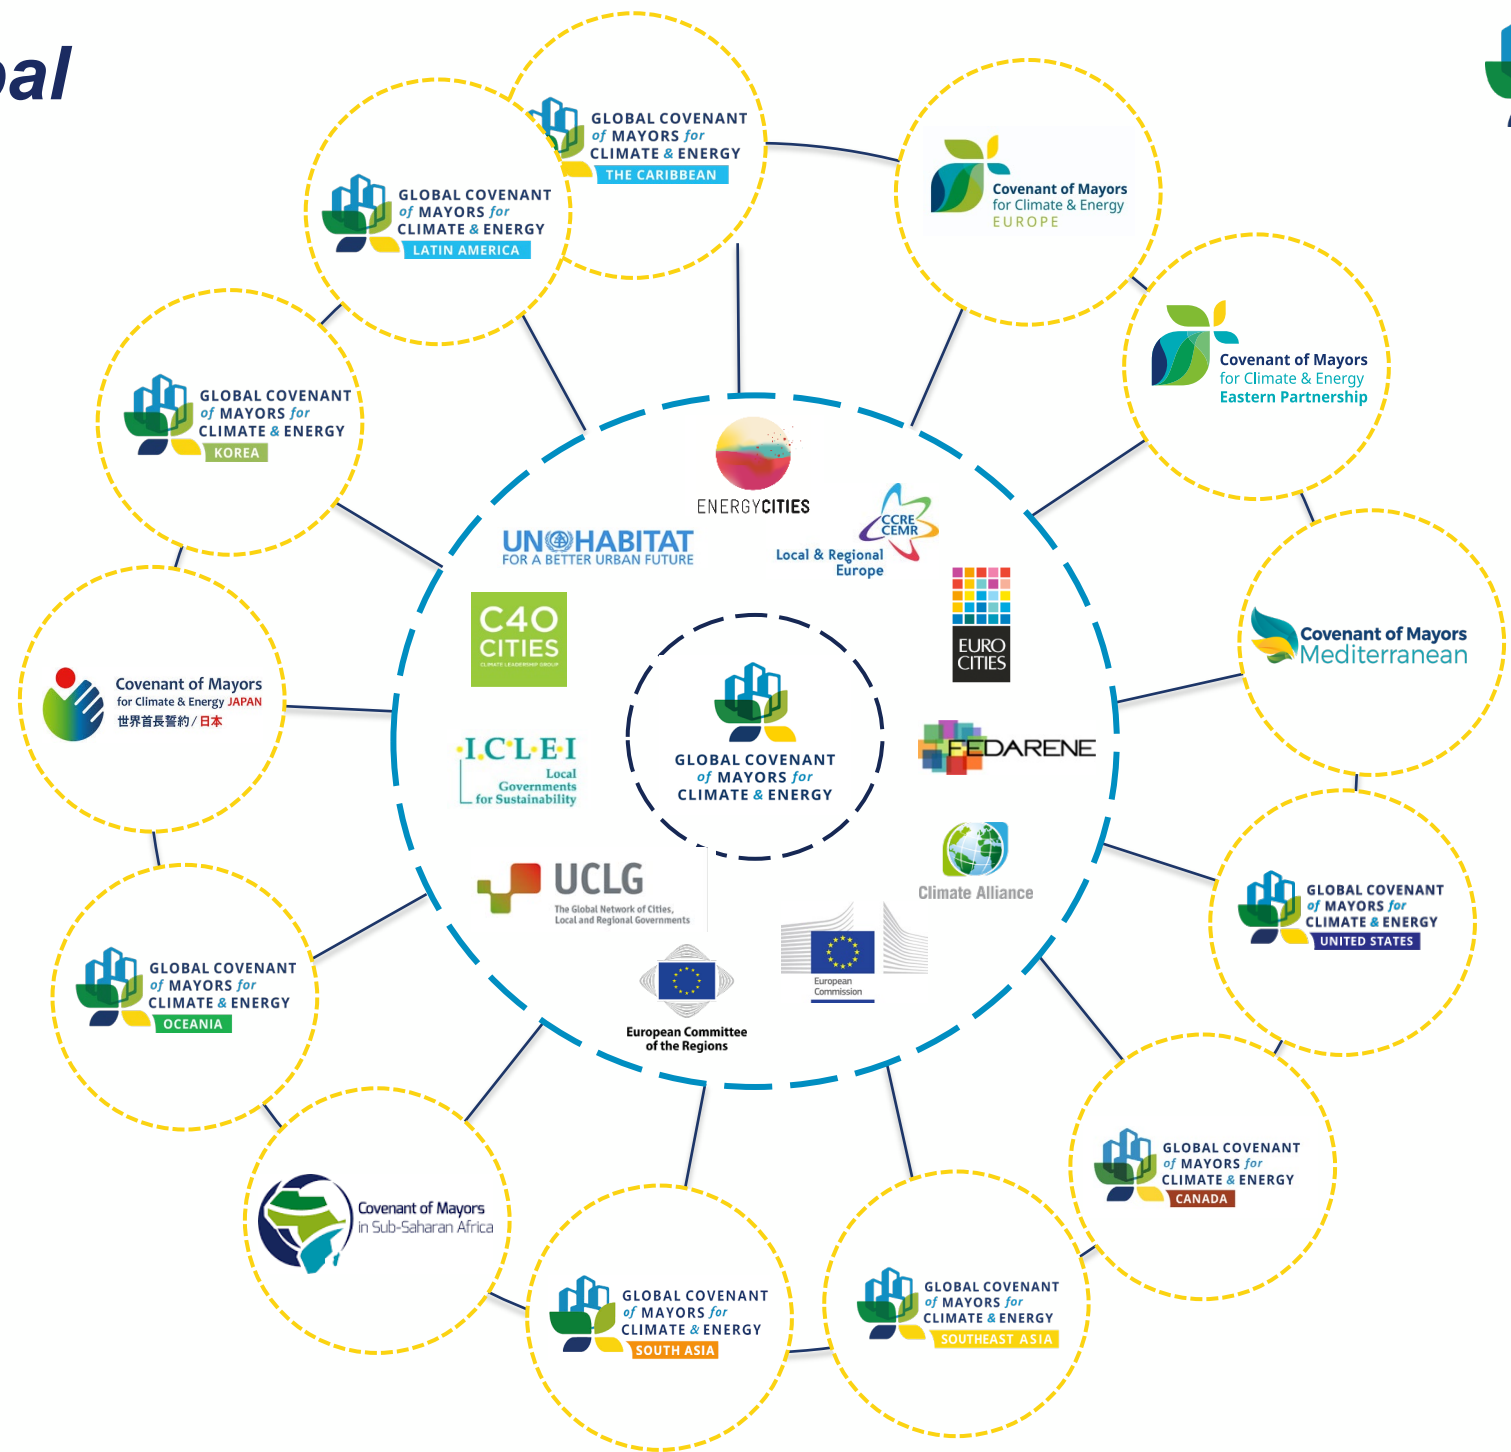 bal
GLOBAL COVENANT
of MAYORS for
CLIMATE & ENERGY
THE CARIBBEAN
GLOBAL COVENANT
of MAYORS for
CLIMATE & ENERGY
LATIN AMERICA
Covenant of Mayors
for Climate & Energy
EUROPE
Covenant of Mayors
for Climate & Energy
Eastern Partnership
GLOBAL COVENANT
of MAYORS for
CLIMATE & ENERGY
KOREA
ENERGYCITIES
UN HABITAT
FOR A BETTER URBAN FUTURE
CCRE
CEMR
Local & Regional
Europe
C40
CITIES
CLIMATE LEADERSHIP GROUP
EURO
CITIES
Covenant of Mayors
Mediterranean
Covenant of Mayors
for Climate & Energy JAPAN
世界首長誓約/日本
I.C.L.E.I
Local
Governments
for Sustainability
GLOBAL COVENANT
of MAYORS for
CLIMATE & ENERGY
FEDARENE
Climate Alliance
UCLG
The Global Network of Cities,
Local and Regional Governments
GLOBAL COVENANT
of MAYORS for
CLIMATE & ENERGY
UNITED STATES
GLOBAL COVENANT
of MAYORS for
CLIMATE & ENERGY
OCEANIA
European
Commission
European Committee
of the Regions
GLOBAL COVENANT
of MAYORS for
CLIMATE & ENERGY
CANADA
Covenant of Mayors
in Sub-Saharan Africa
GLOBAL COVENANT
of MAYORS for
CLIMATE & ENERGY
SOUTH ASIA
GLOBAL COVENANT
of MAYORS for
CLIMATE & ENERGY
SOUTHEAST ASIA